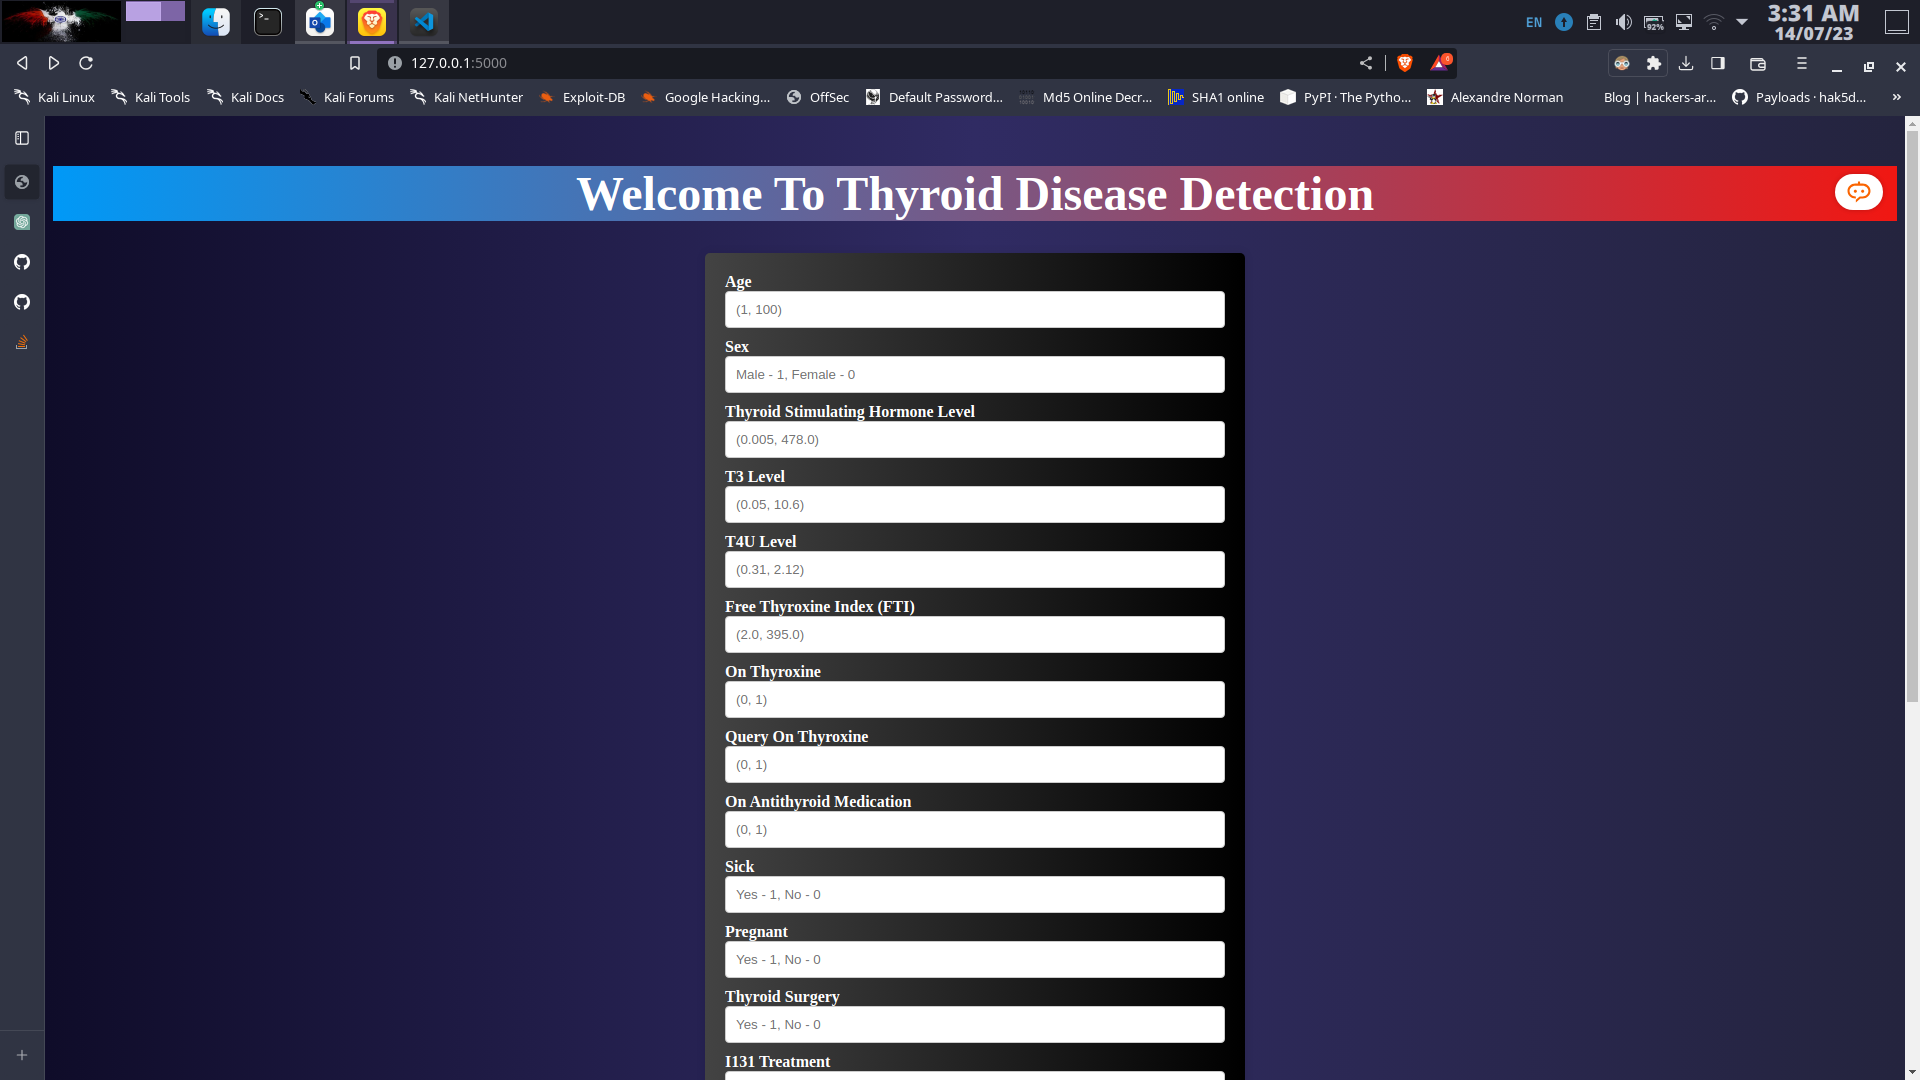 EN
92%
3:31 AM
14/07/23
127.0.0.1:5000
Kali Linux
Kali Tools
Kali Docs
Kali Forums
Kali NetHunter
Exploit-DB
Google Hacking...
OffSec
Default Password...
Md5 Online Decr...
SHA1 online
PyPI · The Pytho...
Alexandre Norman
Blog | hackers-ar...
Payloads · hak5d...
»
Welcome To Thyroid Disease Detection
Age
(1, 100)
Sex
Male - 1, Female - 0
Thyroid Stimulating Hormone Level
(0.005, 478.0)
T3 Level
(0.05, 10.6)
T4U Level
(0.31, 2.12)
Free Thyroxine Index (FTI)
(2.0, 395.0)
On Thyroxine
(0, 1)
Query On Thyroxine
(0, 1)
On Antithyroid Medication
(0, 1)
Sick
Yes - 1, No - 0
Pregnant
Yes - 1, No - 0
Thyroid Surgery
Yes - 1, No - 0
I131 Treatment